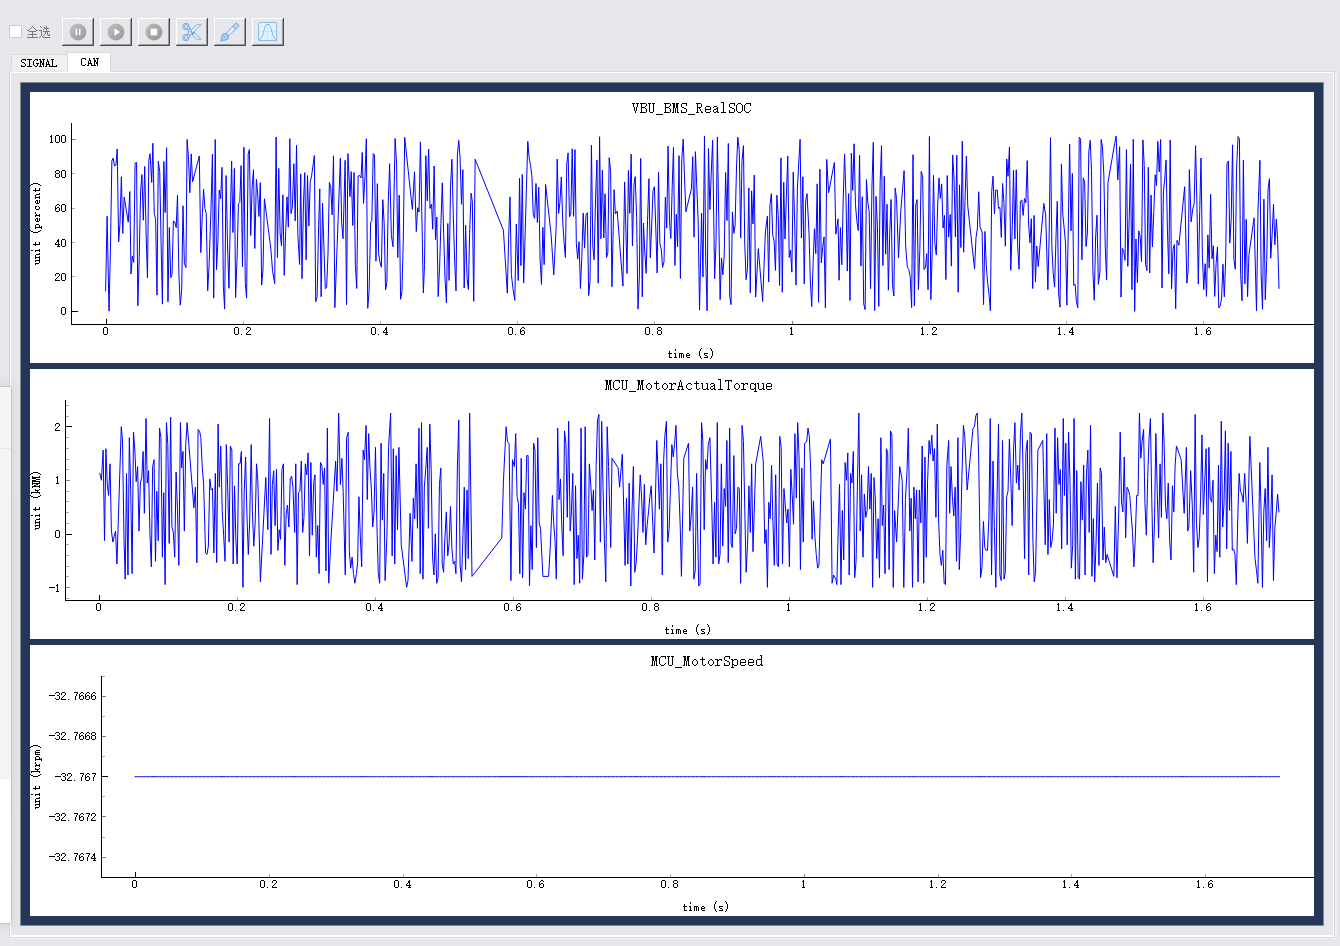 全选
SIGNAL CAN
VBU_BMS_RealSOC
unit (percent)
100
80
60
40
20
0
0 0.2 0.4 0.6 0.8 1 1.2 1.4 1.6
time (s)
MCU_MotorActualTorque
unit (kNM)
2
1
0
-1
0 0.2 0.4 0.6 0.8 1 1.2 1.4 1.6
time (s)
MCU_MotorSpeed
unit (krpm)
-32.7666
-32.7668
-32.767
-32.7672
-32.7674
0 0.2 0.4 0.6 0.8 1 1.2 1.4 1.6
time (s)